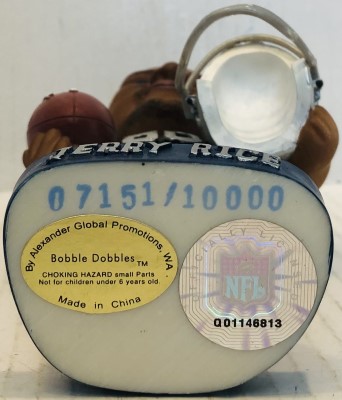 JERRY RICE
07151/10000
By Alexander Global Promotions, WA
Bobble Dobbles™
CHOKING HAZARD small Parts
Not for children under 6 years old.
Made in China
NFL
Q01146813